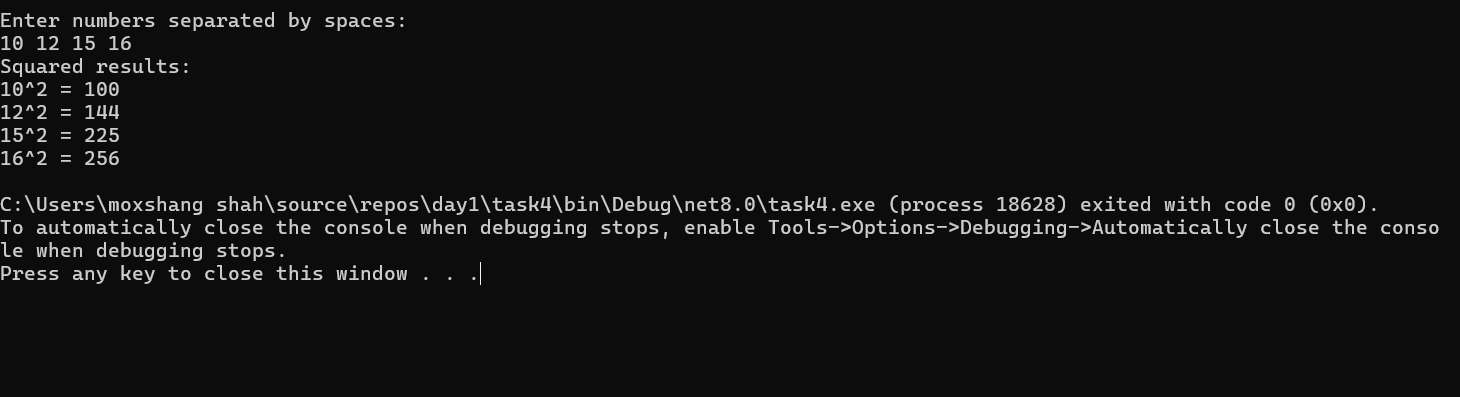 Enter numbers separated by spaces:
10 12 15 16
Squared results:
10^2 = 100
12^2 = 144
15^2 = 225
16^2 = 256
C:\Users\moxshang shah\source\repos\day1\task4\bin\Debug\net8.0\task4.exe (process 18628) exited with code 0 (0x0).
To automatically close the console when debugging stops, enable Tools->Options->Debugging->Automatically close the conso
le when debugging stops.
Press any key to close this window . . .